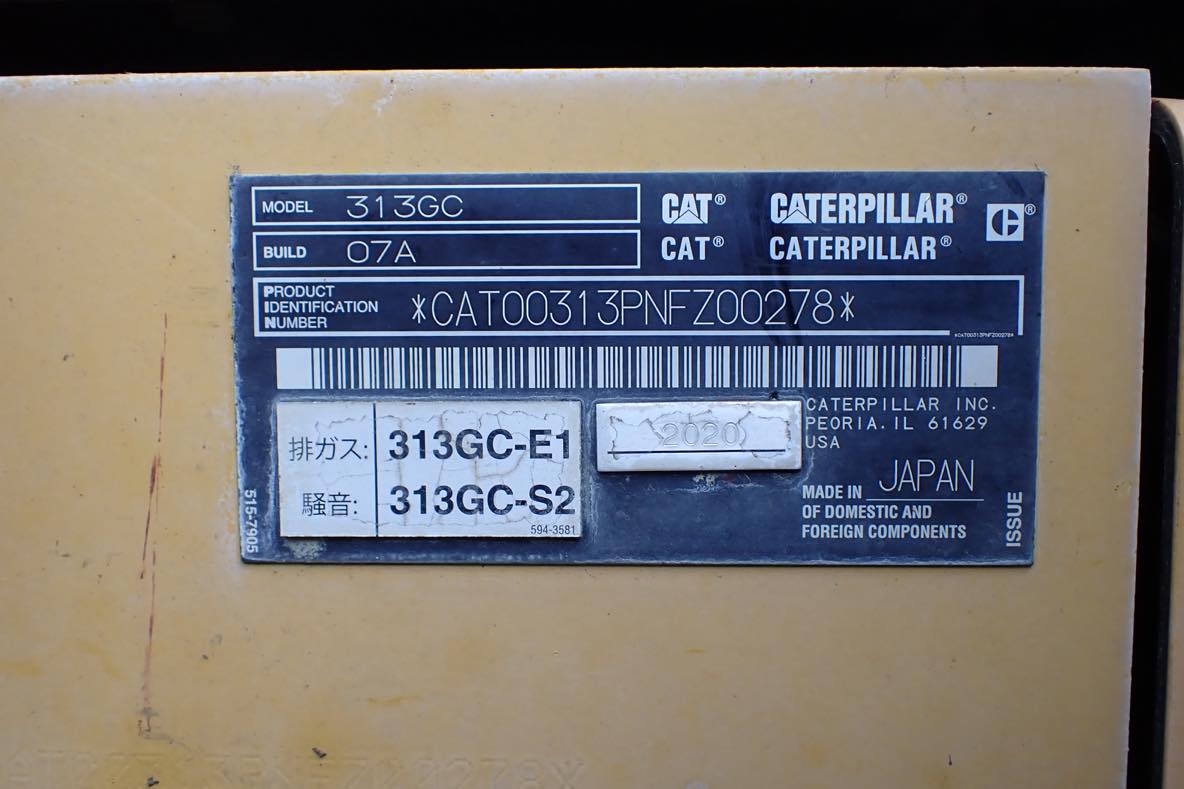 MODEL 313GC
CAT® CATERPILLAR®
BUILD 07A
CAT® CATERPILLAR®
PRODUCT
IDENTIFICATION
NUMBER
*CAT00313PNFZ00278*
*CAT00313PNFZ00278*
排ガス: 313GC-E1
騒音: 313GC-S2
594-3581
2020
CATERPILLAR INC.
PEORIA. IL 61629
USA
MADE IN JAPAN
OF DOMESTIC AND
FOREIGN COMPONENTS
515-7905
ISSUE